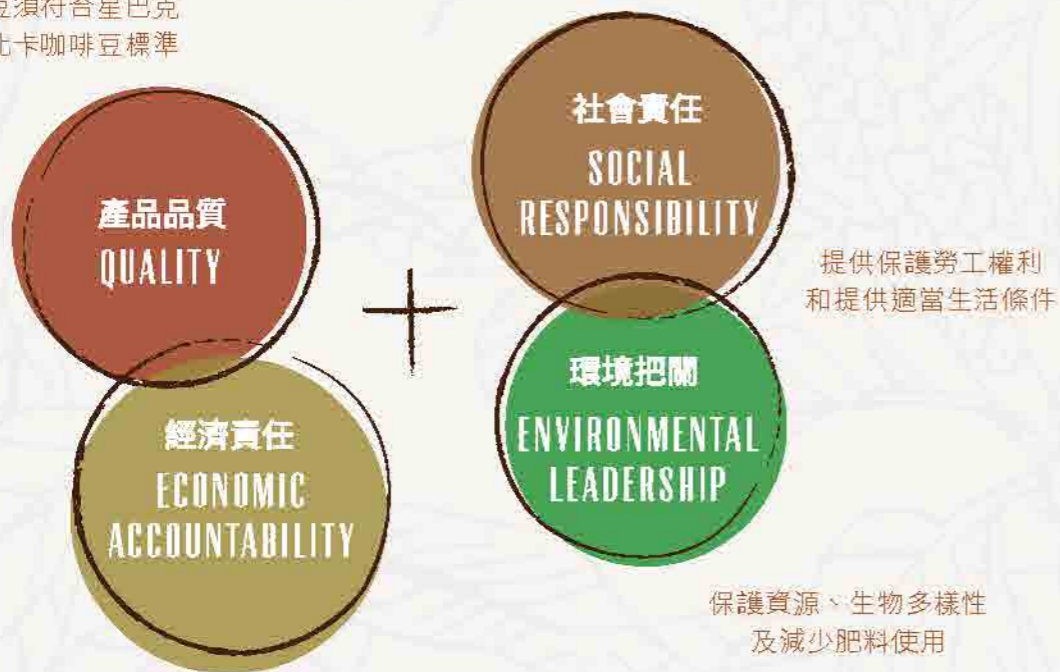 豆須符合星巴克
比卡咖啡豆標準
產品品質
QUALITY
經濟責任
ECONOMIC
ACCOUNTABILITY
社會責任
SOCIAL
RESPONSIBILITY
提供保護勞工權利
和提供適當生活條件
環境把關
ENVIRONMENTAL
LEADERSHIP
保護資源、生物多樣性
及減少肥料使用